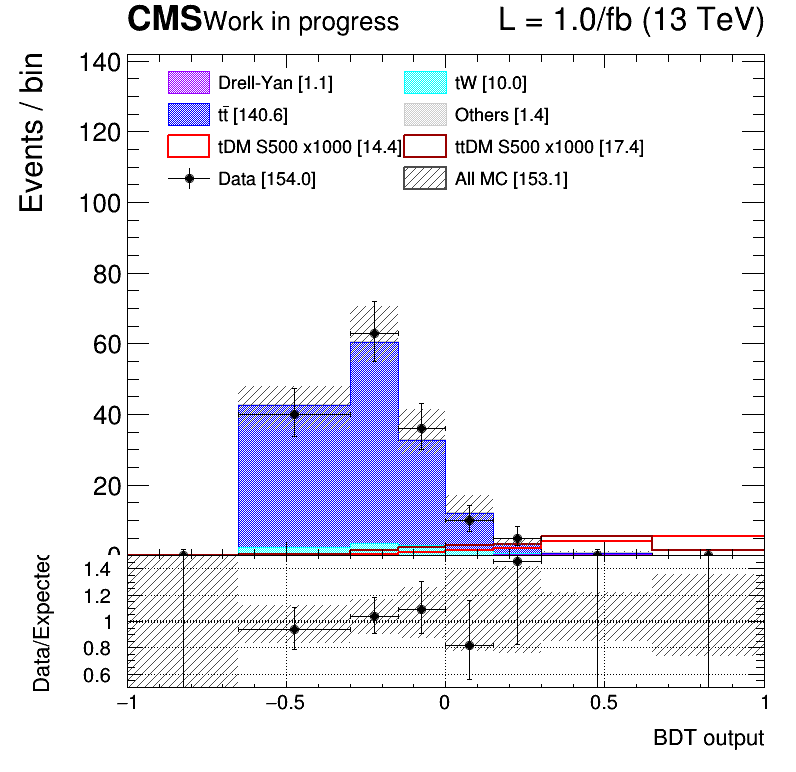 CMS Work in progress L = 1.0/fb (13 TeV)
Events / bin
140
120
100
80
60
40
20
0
Drell-Yan [1.1] tW [10.0]
tt̄ [140.6] Others [1.4]
tDM S500 x1000 [14.4] ttDM S500 x1000 [17.4]
Data [154.0] All MC [153.1]
Data/Expected
1.4
1.2
1
0.8
0.6
−1 −0.5 0 0.5 1
BDT output